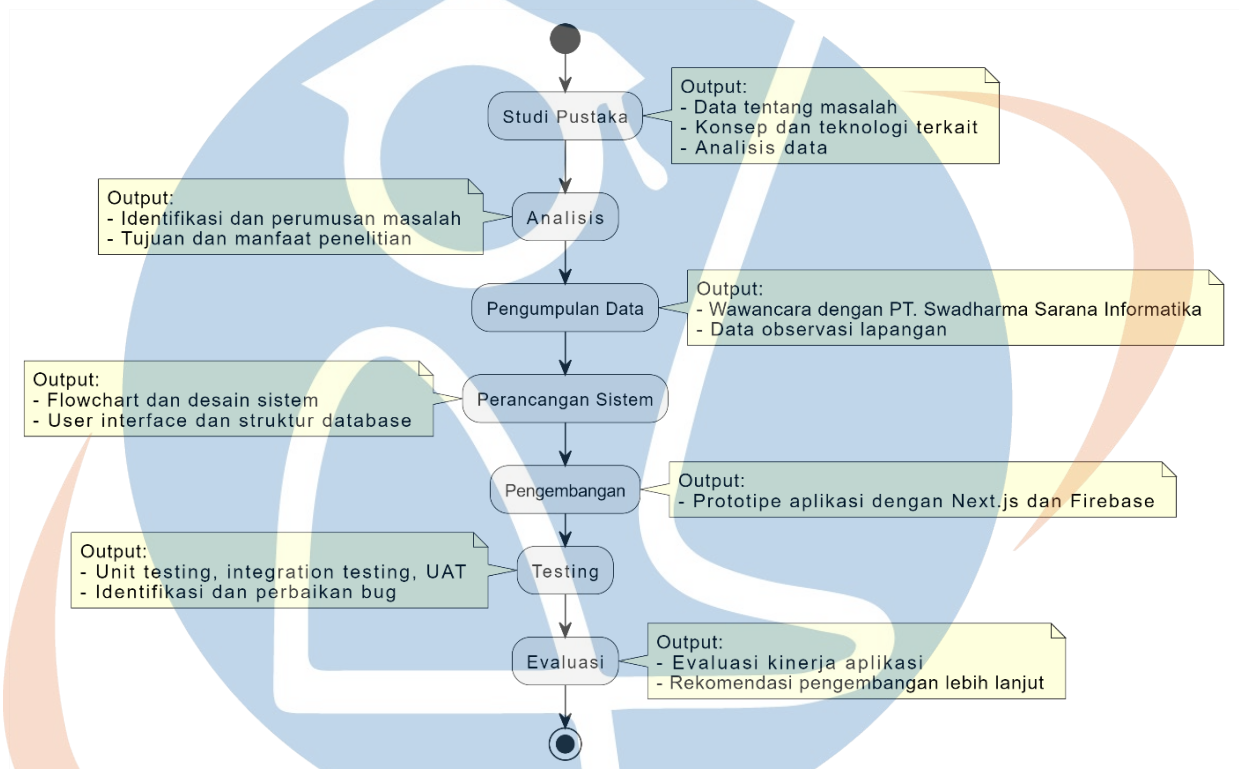 Studi Pustaka
Output:
- Data tentang masalah
- Konsep dan teknologi terkait
- Analisis data
Output:
- Identifikasi dan perumusan masalah
- Tujuan dan manfaat penelitian
Analisis
Pengumpulan Data
Output:
- Wawancara dengan PT. Swadharma Sarana Informatika
- Data observasi lapangan
Output:
- Flowchart dan desain sistem
- User interface dan struktur database
Perancangan Sistem
Pengembangan
Output:
- Prototipe aplikasi dengan Next.js dan Firebase
Output:
- Unit testing, integration testing, UAT
- Identifikasi dan perbaikan bug
Testing
Evaluasi
Output:
- Evaluasi kinerja aplikasi
- Rekomendasi pengembangan lebih lanjut